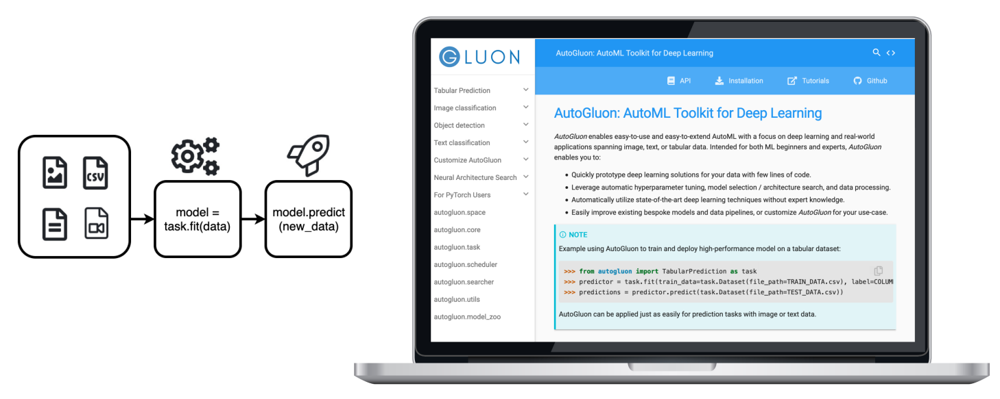 CSV
model =
task.fit(data)
model.predict
(new_data)
GLUON
Tabular Prediction
Image classification
Object detection
Text classification
Customize AutoGluon
Neural Architecture Search
For PyTorch Users
autogluon.space
autogluon.core
autogluon.task
autogluon.scheduler
autogluon.searcher
autogluon.utils
autogluon.model_zoo
AutoGluon: AutoML Toolkit for Deep Learning
API Installation Tutorials Github
AutoGluon: AutoML Toolkit for Deep Learning
AutoGluon enables easy-to-use and easy-to-extend AutoML with a focus on deep learning and real-world
applications spanning image, text, or tabular data. Intended for both ML beginners and experts, AutoGluon
enables you to:
• Quickly prototype deep learning solutions for your data with few lines of code.
• Leverage automatic hyperparameter tuning, model selection / architecture search, and data processing.
• Automatically utilize state-of-the-art deep learning techniques without expert knowledge.
• Easily improve existing bespoke models and data pipelines, or customize AutoGluon for your use-case.
NOTE
Example using AutoGluon to train and deploy high-performance model on a tabular dataset:
>>> from autogluon import TabularPrediction as task
>>> predictor = task.fit(train_data=task.Dataset(file_path=TRAIN_DATA.csv), label=COLUM
>>> predictions = predictor.predict(task.Dataset(file_path=TEST_DATA.csv))
AutoGluon can be applied just as easily for prediction tasks with image or text data.